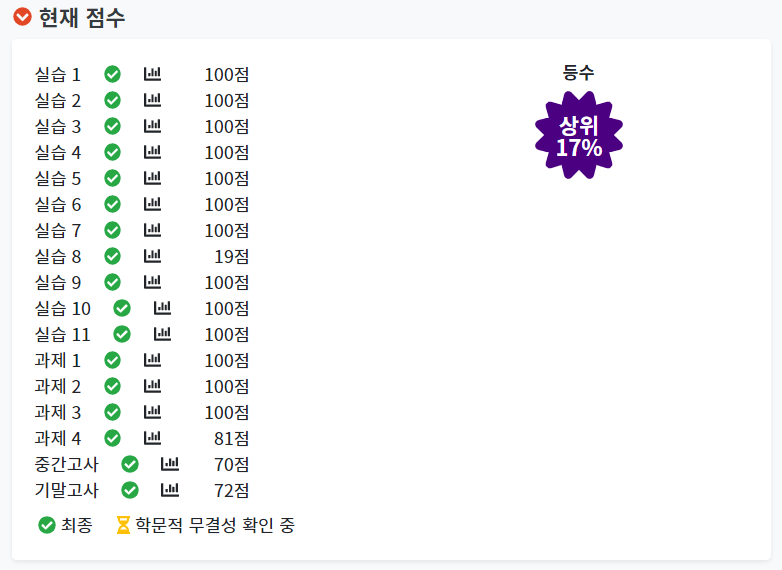 현재 점수
등수
상위
17%
실습 1 100점
실습 2 100점
실습 3 100점
실습 4 100점
실습 5 100점
실습 6 100점
실습 7 100점
실습 8 19점
실습 9 100점
실습 10 100점
실습 11 100점
과제 1 100점
과제 2 100점
과제 3 100점
과제 4 81점
중간고사 70점
기말고사 72점
최종 학문적 무결성 확인 중